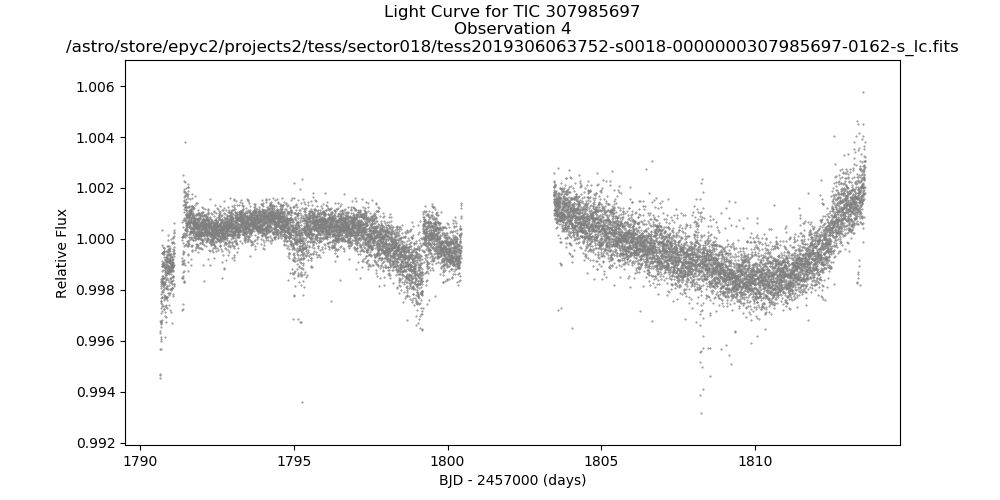 Light Curve for TIC 307985697
Observation 4
/astro/store/epyc2/projects2/tess/sector018/tess2019306063752-s0018-0000000307985697-0162-s_lc.fits
1.006
1.004
1.002
1.000
0.998
0.996
0.994
0.992
Relative Flux
1790
1795
1800
1805
1810
BJD - 2457000 (days)